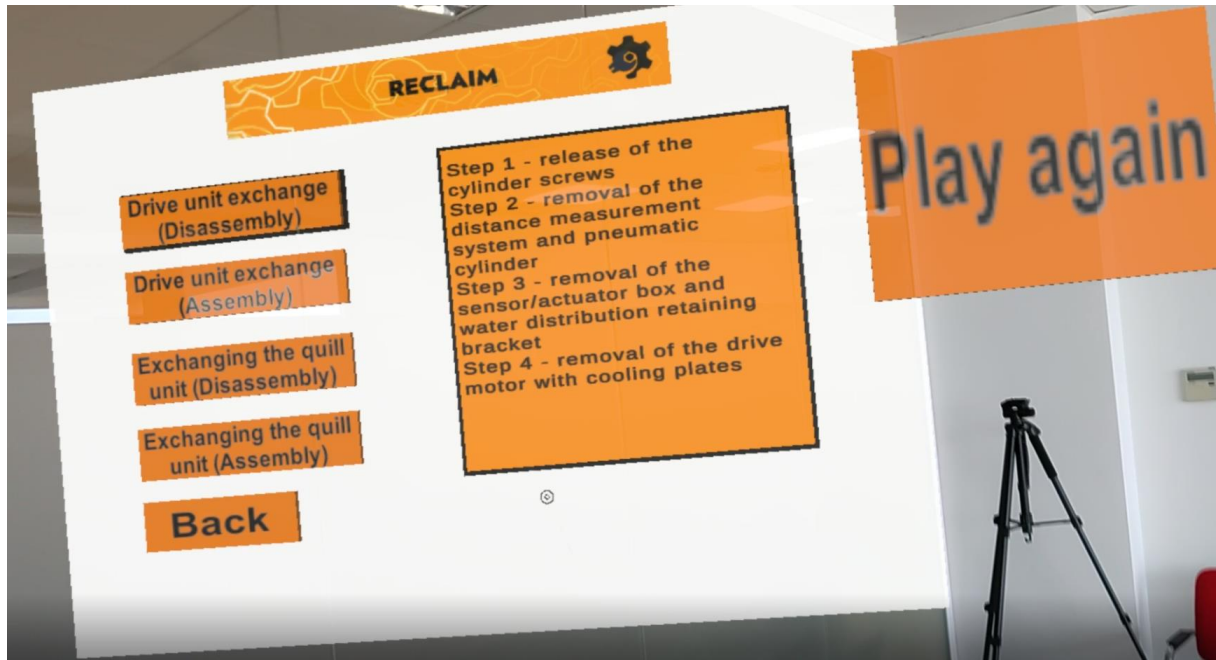 RECLAIM
Drive unit exchange
(Disassembly)
Drive unit exchange
(Assembly)
Exchanging the quill
unit (Disassembly)
Exchanging the quill
unit (Assembly)
Back
Step 1 - release of the
cylinder screws
Step 2 - removal of the
distance measurement
system and pneumatic
cylinder
Step 3 - removal of the
sensor/actuator box and
water distribution retaining
bracket
Step 4 - removal of the drive
motor with cooling plates
Play again